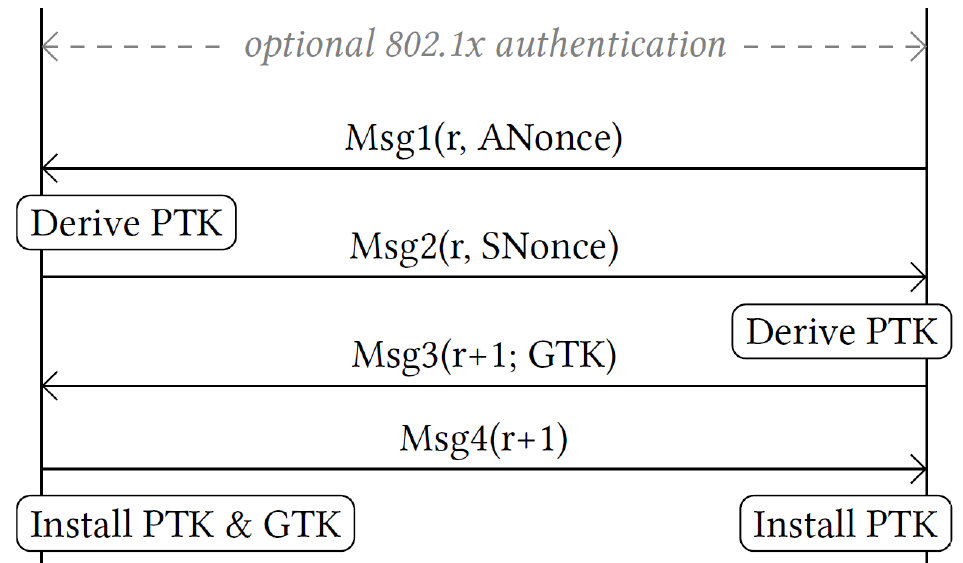 optional 802.1x authentication
Msg1(r, ANonce)
Derive PTK
Msg2(r, SNonce)
Derive PTK
Msg3(r+1; GTK)
Msg4(r+1)
Install PTK & GTK
Install PTK